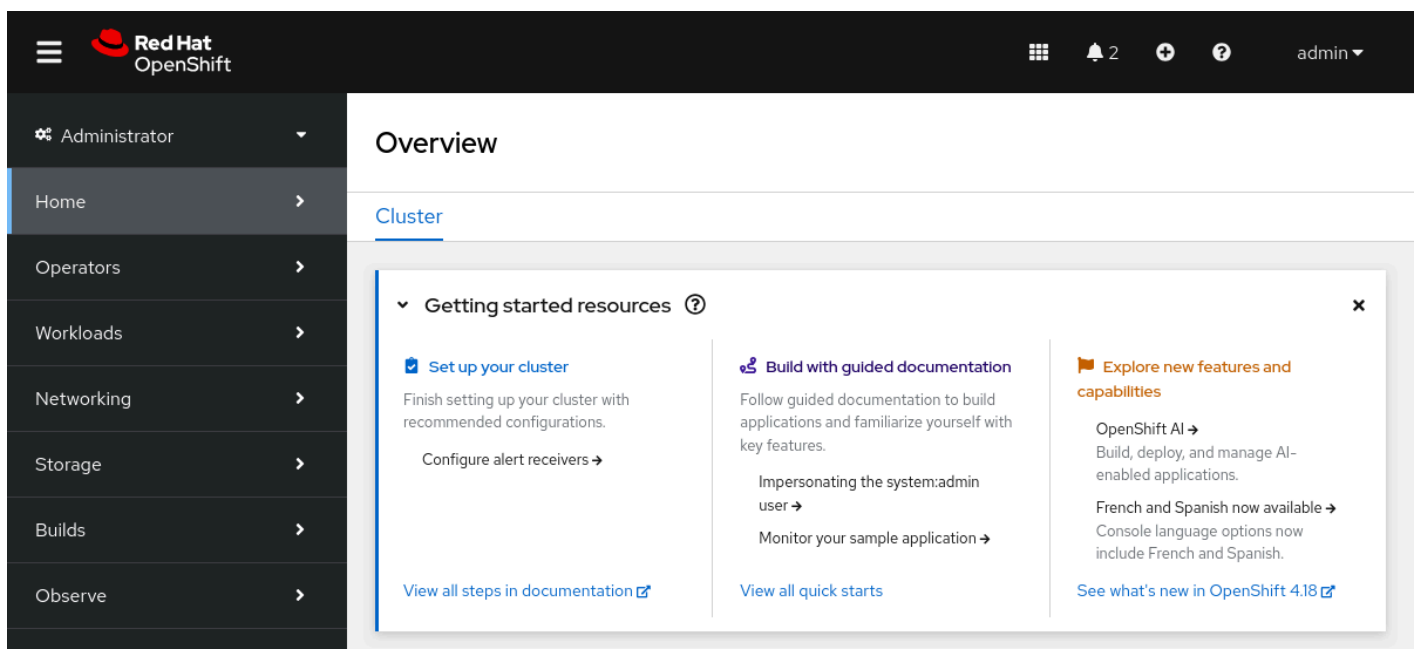 Red Hat
OpenShift
2
admin
Administrator
Home
Operators
Workloads
Networking
Storage
Builds
Observe
Overview
Cluster
Getting started resources
Set up your cluster
Finish setting up your cluster with
recommended configurations.
Configure alert receivers
View all steps in documentation
Build with guided documentation
Follow guided documentation to build
applications and familiarize yourself with
key features.
Impersonating the system:admin
user
Monitor your sample application
View all quick starts
Explore new features and
capabilities
OpenShift AI
Build, deploy, and manage AI-
enabled applications.
French and Spanish now available
Console language options now
include French and Spanish.
See what's new in OpenShift 4.18